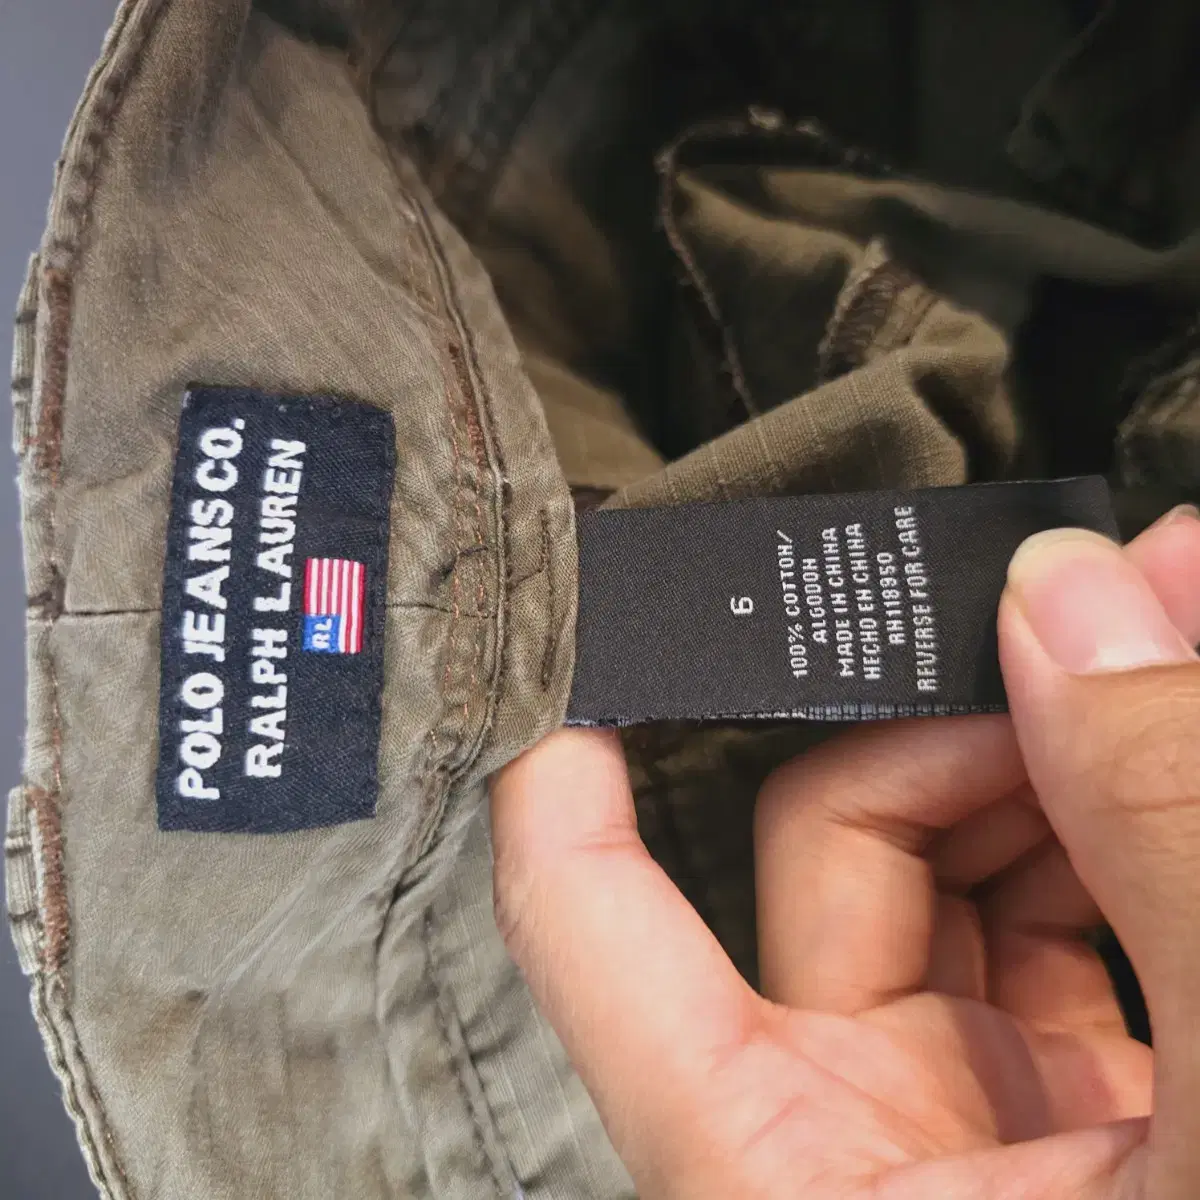 POLO JEANS CO.
RALPH LAUREN
RL
6
100% COTTON/
ALGODON
MADE IN CHINA
HECHO EN CHINA
RN118950
REVERSE FOR CARE